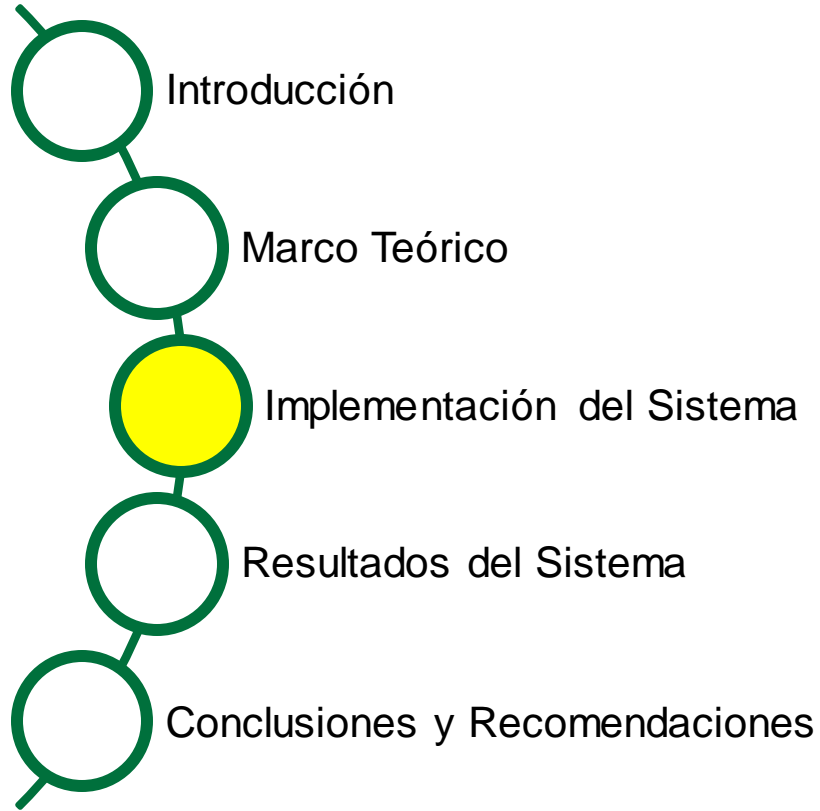 Introducción
Marco Teórico
Implementación del Sistema
Resultados del Sistema
Conclusiones y Recomendaciones